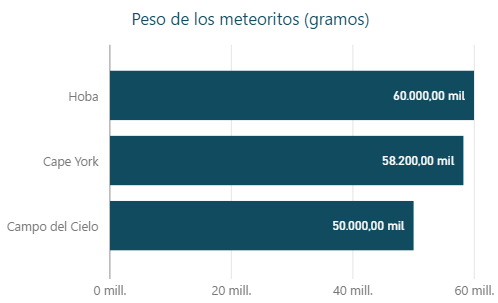 Peso de los meteoritos (gramos)
Hoba
60.000,00 mil
Cape York
58.200,00 mil
Campo del Cielo
50.000,00 mil
0 mill.
20 mill.
40 mill.
60 mill.